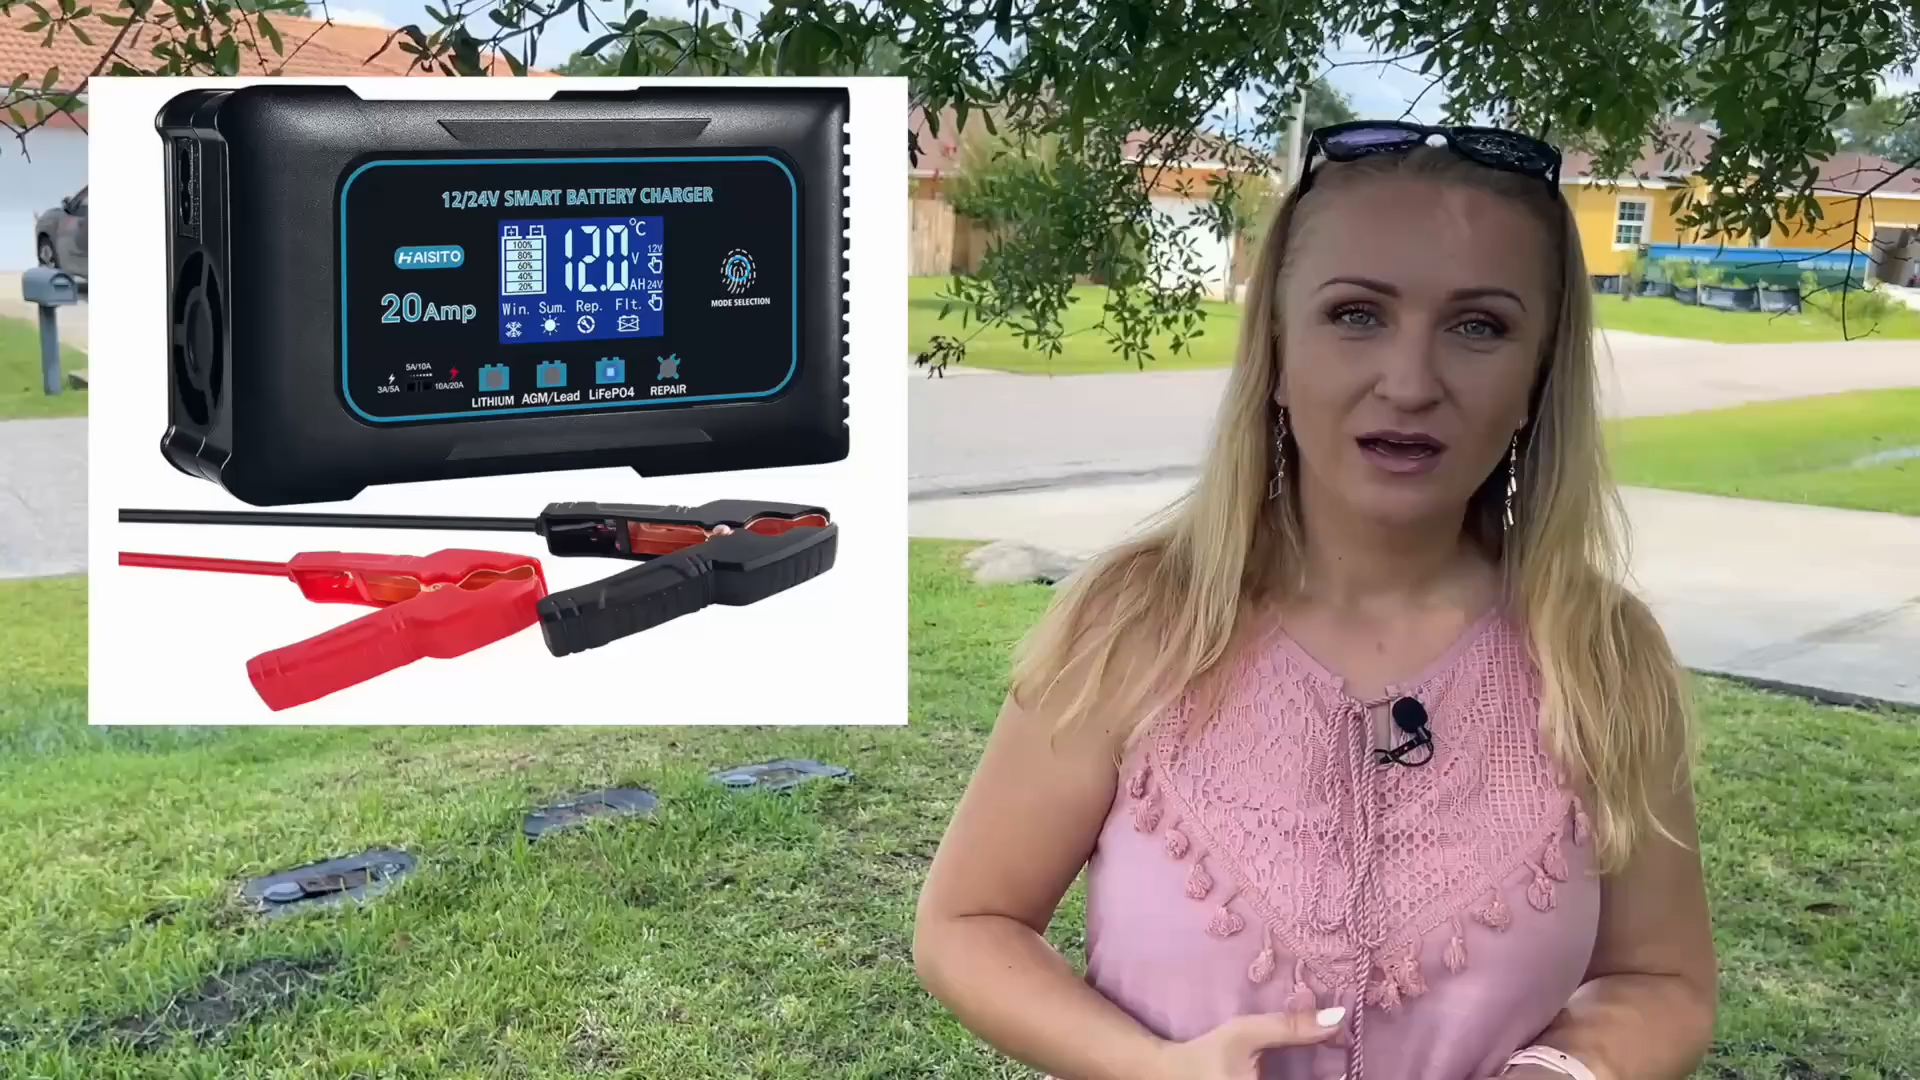 12/24V SMART BATTERY CHARGER
HAISITO
20Amp
100%
80%
60%
40%
20%
12.0
°C
V
AH
12V
24V
Win. Sum. Rep. Flt.
MODE SELECTION
5A/10A
3A/5A
10A/20A
LITHIUM AGM/Lead LiFePO4 REPAIR